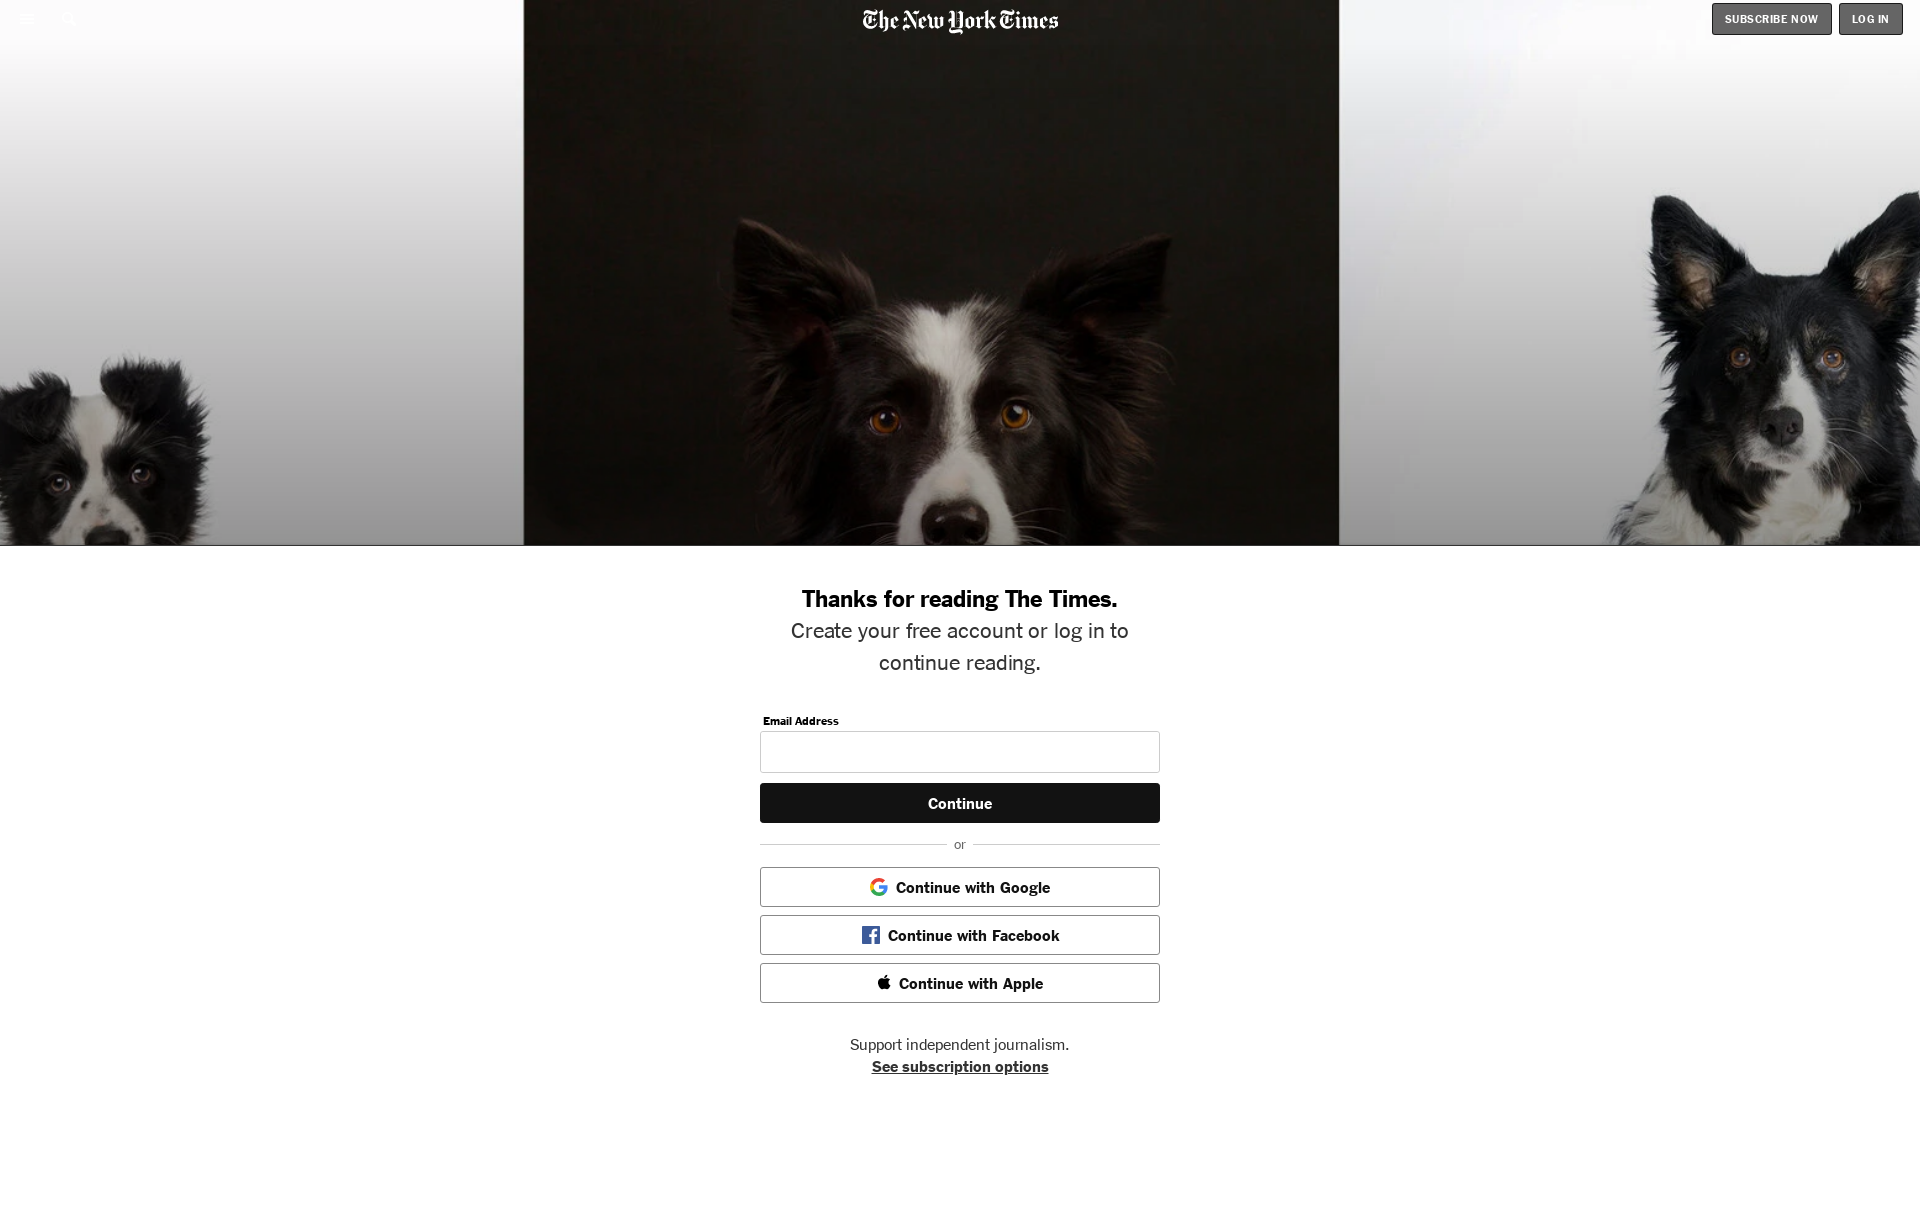 The New York Times
SUBSCRIBE NOW
LOG IN
Thanks for reading The Times.
Create your free account or log in to
continue reading.
Email Address
Continue
or
Continue with Google
Continue with Facebook
Continue with Apple
Support independent journalism.
See subscription options